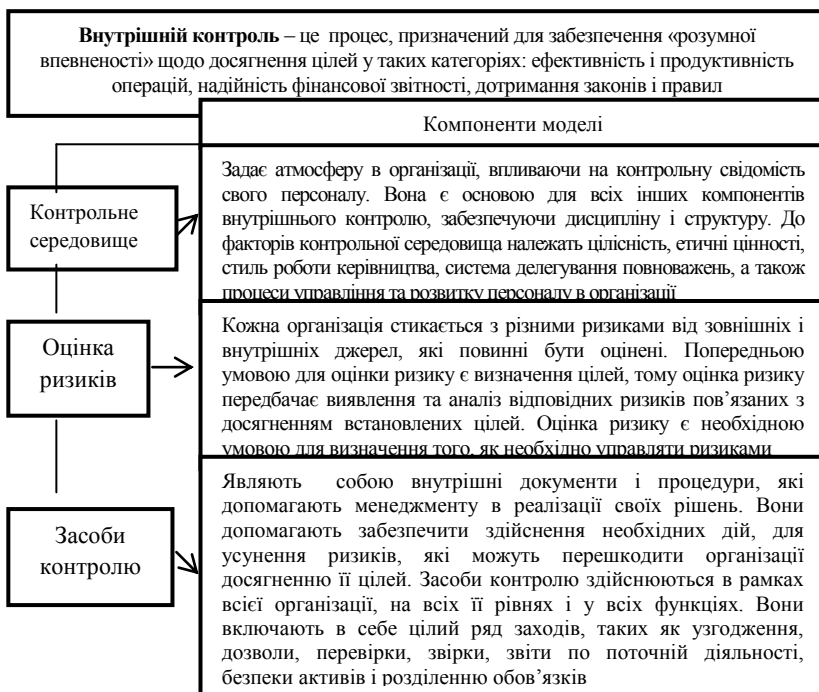 Внутрішній контроль – це процес, призначений для забезпечення «розумної
впевненості» щодо досягнення цілей у таких категоріях: ефективність і продуктивність
операцій, надійність фінансової звітності, дотримання законів і правил
Компоненти моделі
Контрольне
середовище
Задає атмосферу в організації, впливаючи на контрольну свідомість
свого персоналу. Вона є основою для всіх інших компонентів
внутрішнього контролю, забезпечуючи дисципліну і структуру. До
факторів контрольної середовища належать цілісність, етичні цінності,
стиль роботи керівництва, система делегування повноважень, а також
процеси управління та розвитку персоналу в організації
Оцінка
ризиків
Кожна організація стикається з різними ризиками від зовнішніх і
внутрішніх джерел, які повинні бути оцінені. Попередньою
умовою для оцінки ризику є визначення цілей, тому оцінка ризику
передбачає виявлення та аналіз відповідних ризиків пов’язаних з
досягненням встановлених цілей. Оцінка ризику є необхідною
умовою для визначення того, як необхідно управляти ризиками
Засоби
контролю
Являють собою внутрішні документи і процедури, які
допомагають менеджменту в реалізації своїх рішень. Вони
допомагають забезпечити здійснення необхідних дій, для
усунення ризиків, які можуть перешкодити організації
досягненню її цілей. Засоби контролю здійснюються в рамках
всієї організації, на всіх її рівнях і у всіх функціях. Вони
включають в себе цілий ряд заходів, таких як узгодження,
дозволи, перевірки, звірки, звіти по поточній діяльності,
безпеки активів і розділенню обов’язків